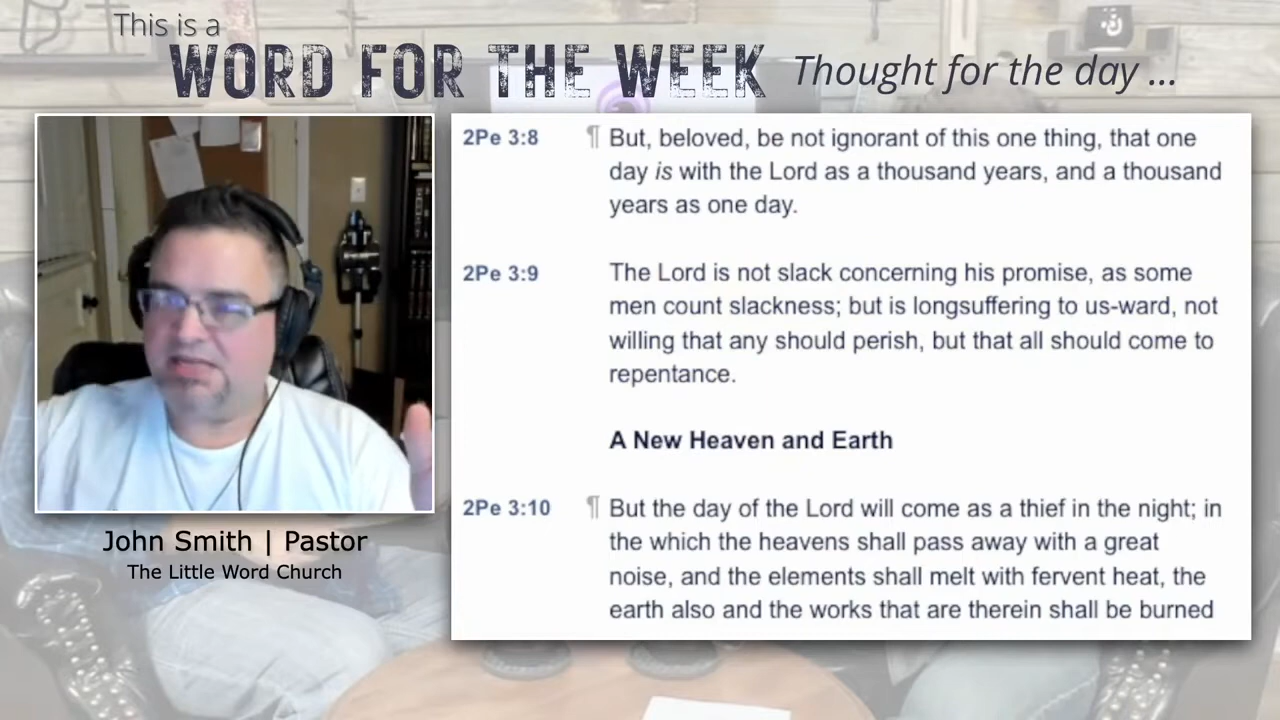 This is a
WORD FOR THE WEEK
Thought for the day ...
2Pe 3:8 ¶ But, beloved, be not ignorant of this one thing, that one
day is with the Lord as a thousand years, and a thousand
years as one day.
2Pe 3:9 The Lord is not slack concerning his promise, as some
men count slackness; but is longsuffering to us-ward, not
willing that any should perish, but that all should come to
repentance.
A New Heaven and Earth
2Pe 3:10 ¶ But the day of the Lord will come as a thief in the night; in
the which the heavens shall pass away with a great
noise, and the elements shall melt with fervent heat, the
earth also and the works that are therein shall be burned
John Smith | Pastor
The Little Word Church